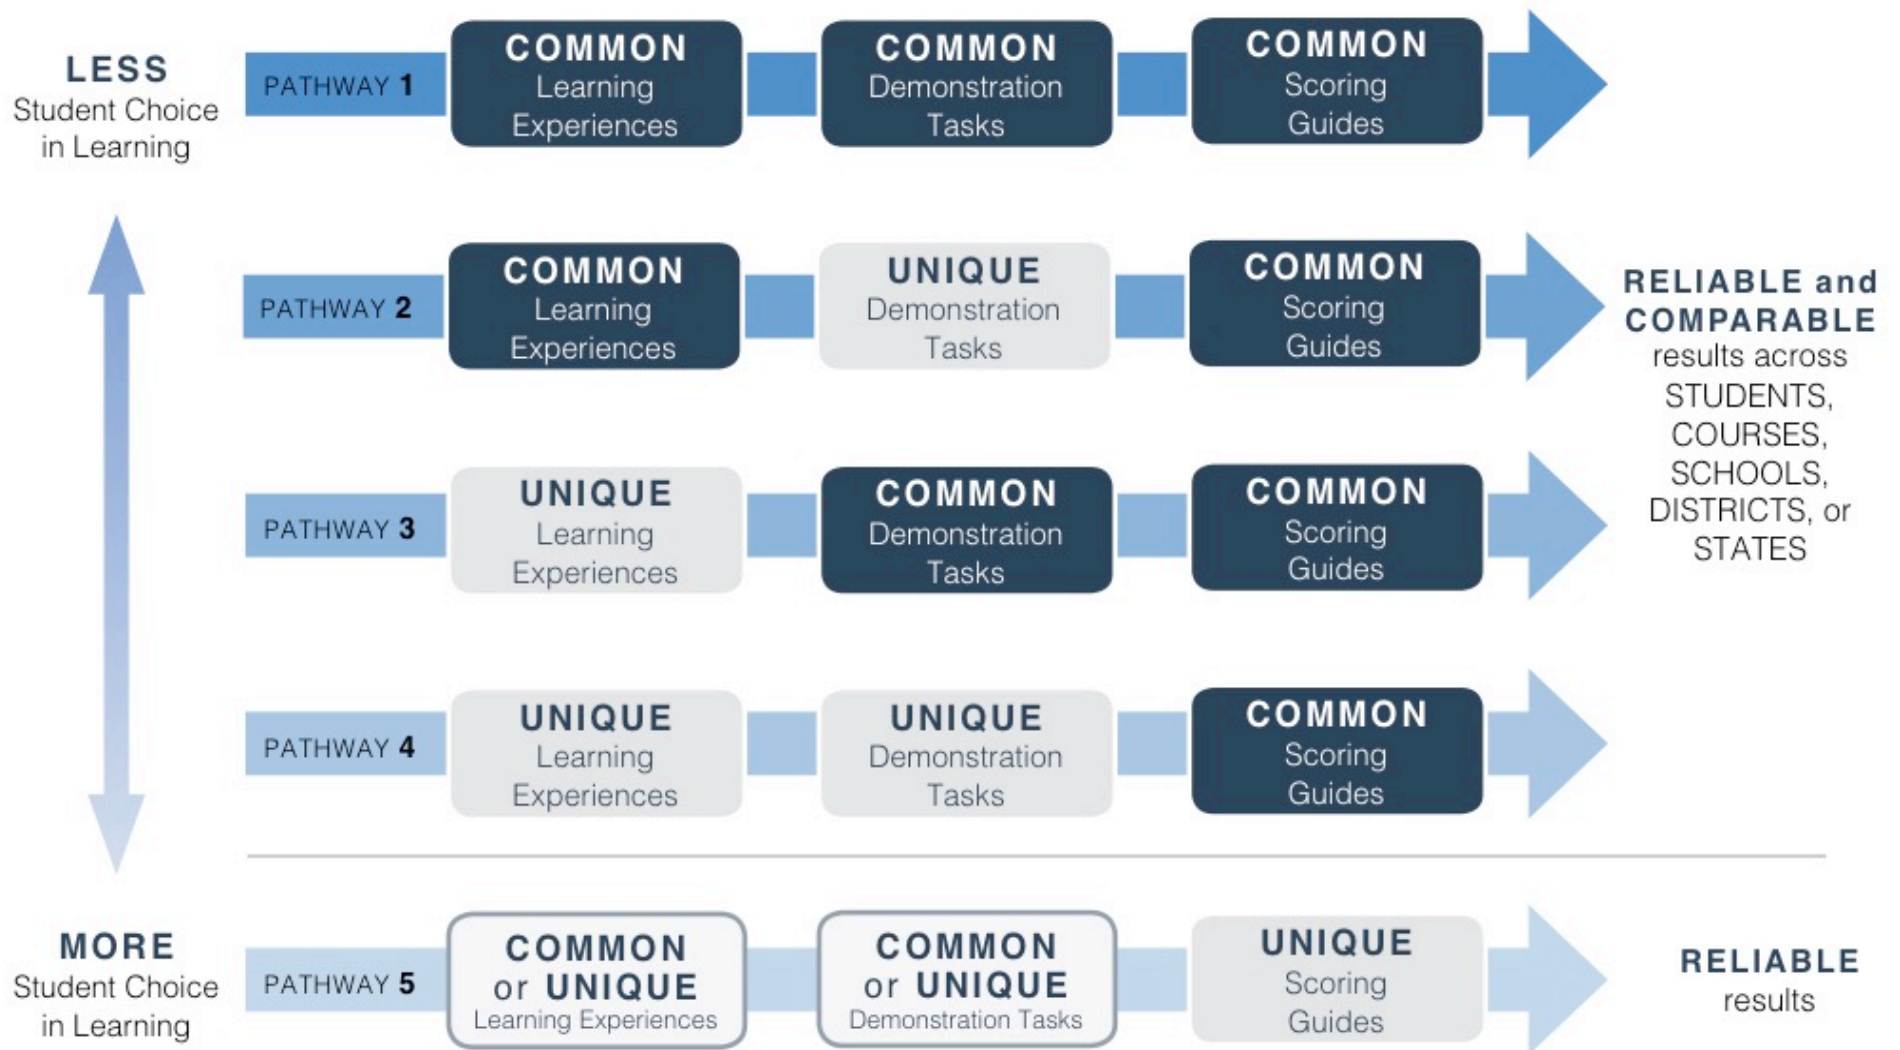 LESS
Student Choice
in Learning
PATHWAY 1
COMMON
Learning
Experiences
COMMON
Demonstration
Tasks
COMMON
Scoring
Guides
PATHWAY 2
COMMON
Learning
Experiences
UNIQUE
Demonstration
Tasks
COMMON
Scoring
Guides
PATHWAY 3
UNIQUE
Learning
Experiences
COMMON
Demonstration
Tasks
COMMON
Scoring
Guides
PATHWAY 4
UNIQUE
Learning
Experiences
UNIQUE
Demonstration
Tasks
COMMON
Scoring
Guides
RELIABLE and
COMPARABLE
results across
STUDENTS,
COURSES,
SCHOOLS,
DISTRICTS, or
STATES
MORE
Student Choice
in Learning
PATHWAY 5
COMMON
or UNIQUE
Learning Experiences
COMMON
or UNIQUE
Demonstration Tasks
UNIQUE
Scoring
Guides
RELIABLE
results